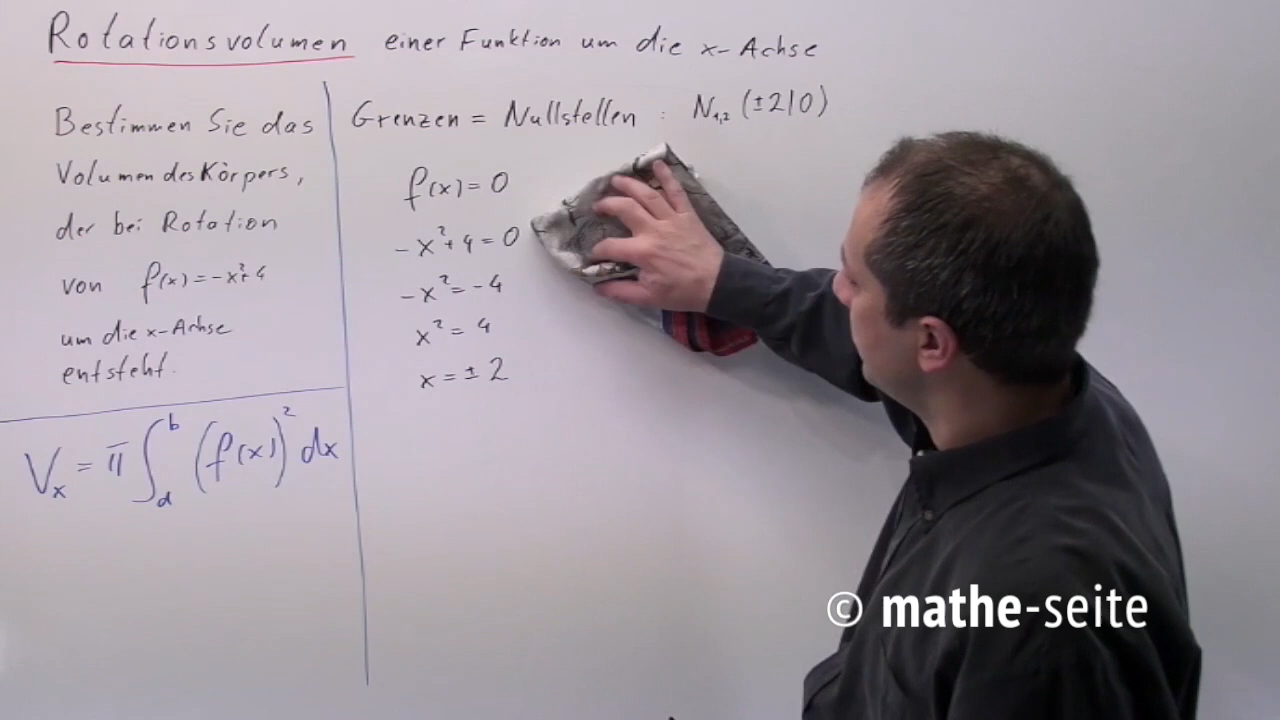 Rotationsvolumen einer Funktion um die x-Achse
Bestimmen Sie das
Volumen des Körpers,
der bei Rotation
von f(x)=-x²+4
um die x-Achse
entsteht.
V_x = π ∫_a^b (f(x))² dx
Grenzen = Nullstellen : N₁,₂ (±2|0)
f(x)=0
-x²+4=0
-x²=-4
x²=4
x=±2
© mathe-seite